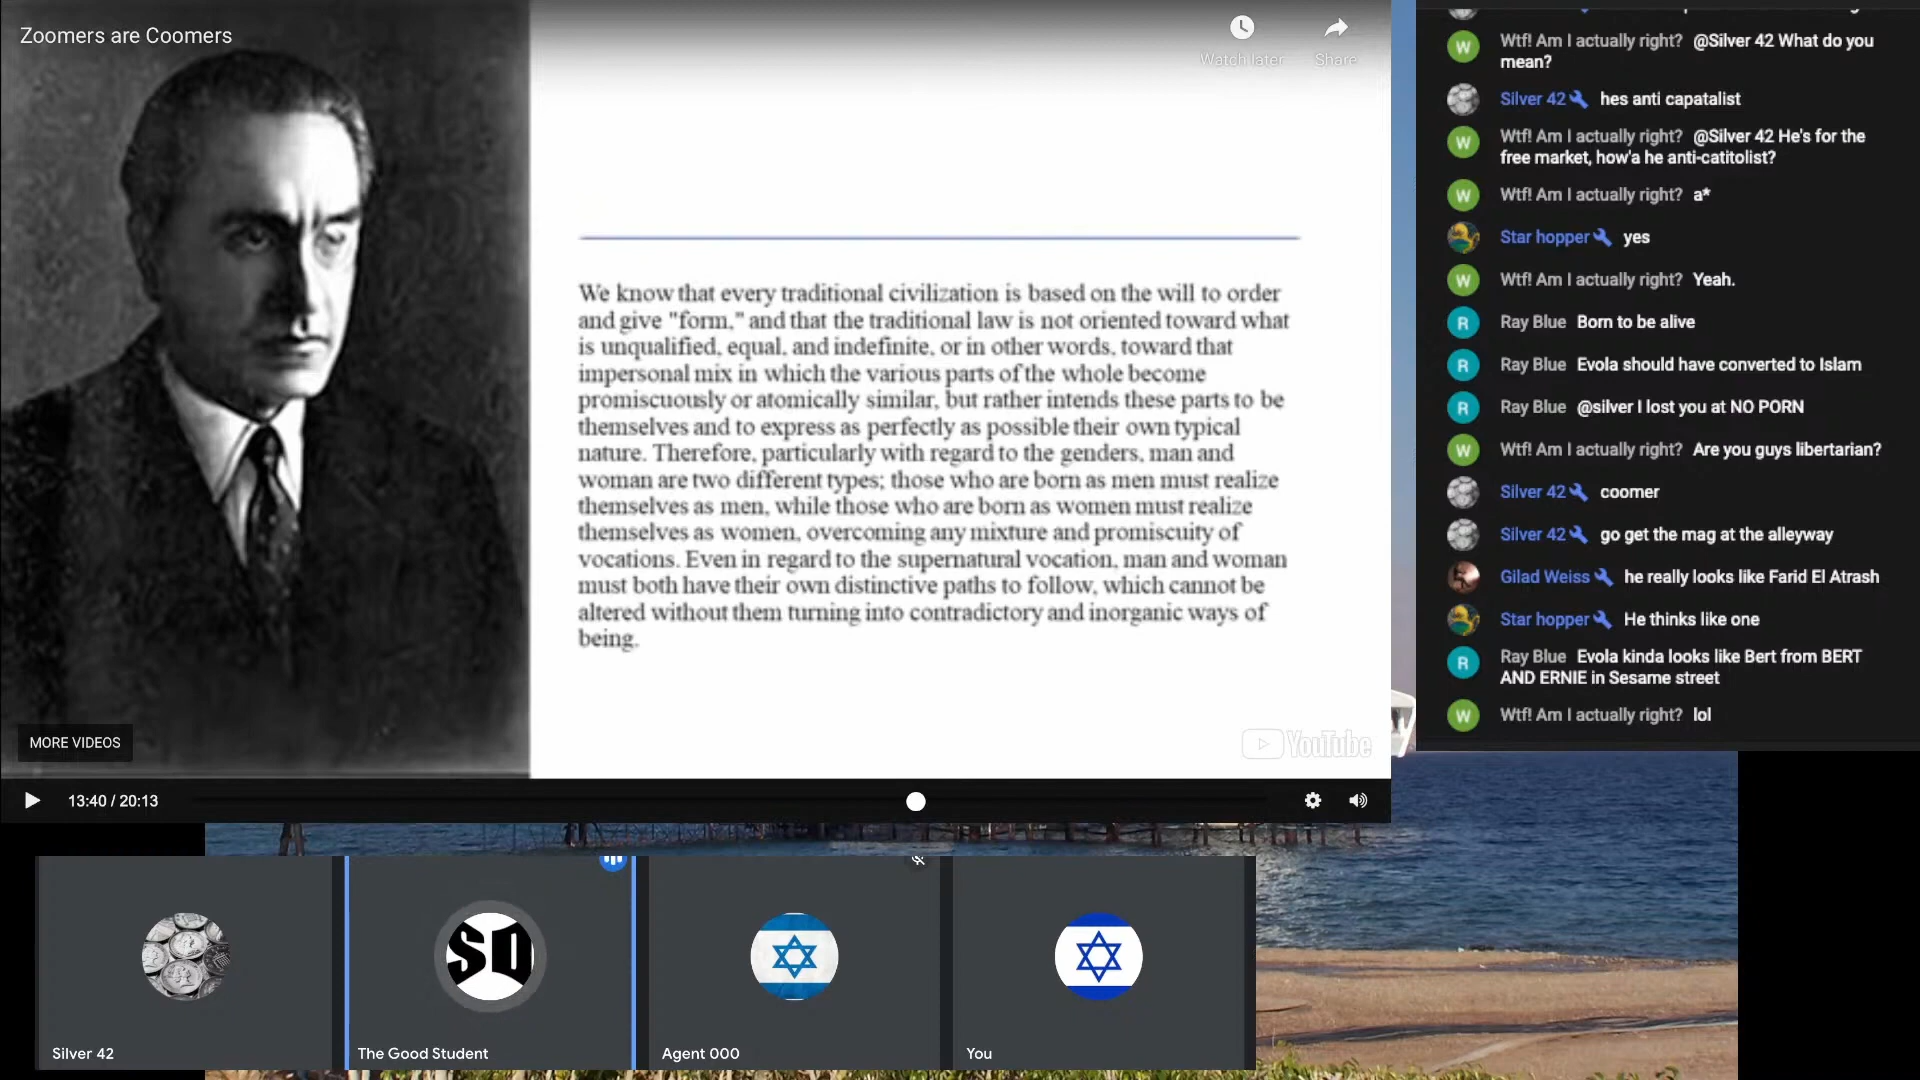 Zoomers are Coomers
Watch later
Share
We know that every traditional civilization is based on the will to order
and give "form," and that the traditional law is not oriented toward what
is unqualified, equal, and indefinite, or in other words, toward that
impersonal mix in which the various parts of the whole become
promiscuously or atomically similar, but rather intends these parts to be
themselves and to express as perfectly as possible their own typical
nature. Therefore, particularly with regard to the genders, man and
woman are two different types; those who are born as men must realize
themselves as men, while those who are born as women must realize
themselves as women, overcoming any mixture and promiscuity of
vocations. Even in regard to the supernatural vocation, man and woman
must both have their own distinctive paths to follow, which cannot be
altered without them turning into contradictory and inorganic ways of
being.
MORE VIDEOS
YouTube
13:40 / 20:13
W Wtf! Am I actually right? @Silver 42 What do you
mean?
Silver 42 hes anti capatalist
W Wtf! Am I actually right? @Silver 42 He's for the
free market, how'a he anti-catitolist?
W Wtf! Am I actually right? a*
Star hopper yes
W Wtf! Am I actually right? Yeah.
R Ray Blue Born to be alive
R Ray Blue Evola should have converted to Islam
R Ray Blue @silver I lost you at NO PORN
W Wtf! Am I actually right? Are you guys libertarian?
Silver 42 coomer
Silver 42 go get the mag at the alleyway
Gilad Weiss he really looks like Farid El Atrash
Star hopper He thinks like one
R Ray Blue Evola kinda looks like Bert from BERT
AND ERNIE in Sesame street
W Wtf! Am I actually right? lol
Silver 42
The Good Student
Agent 000
You